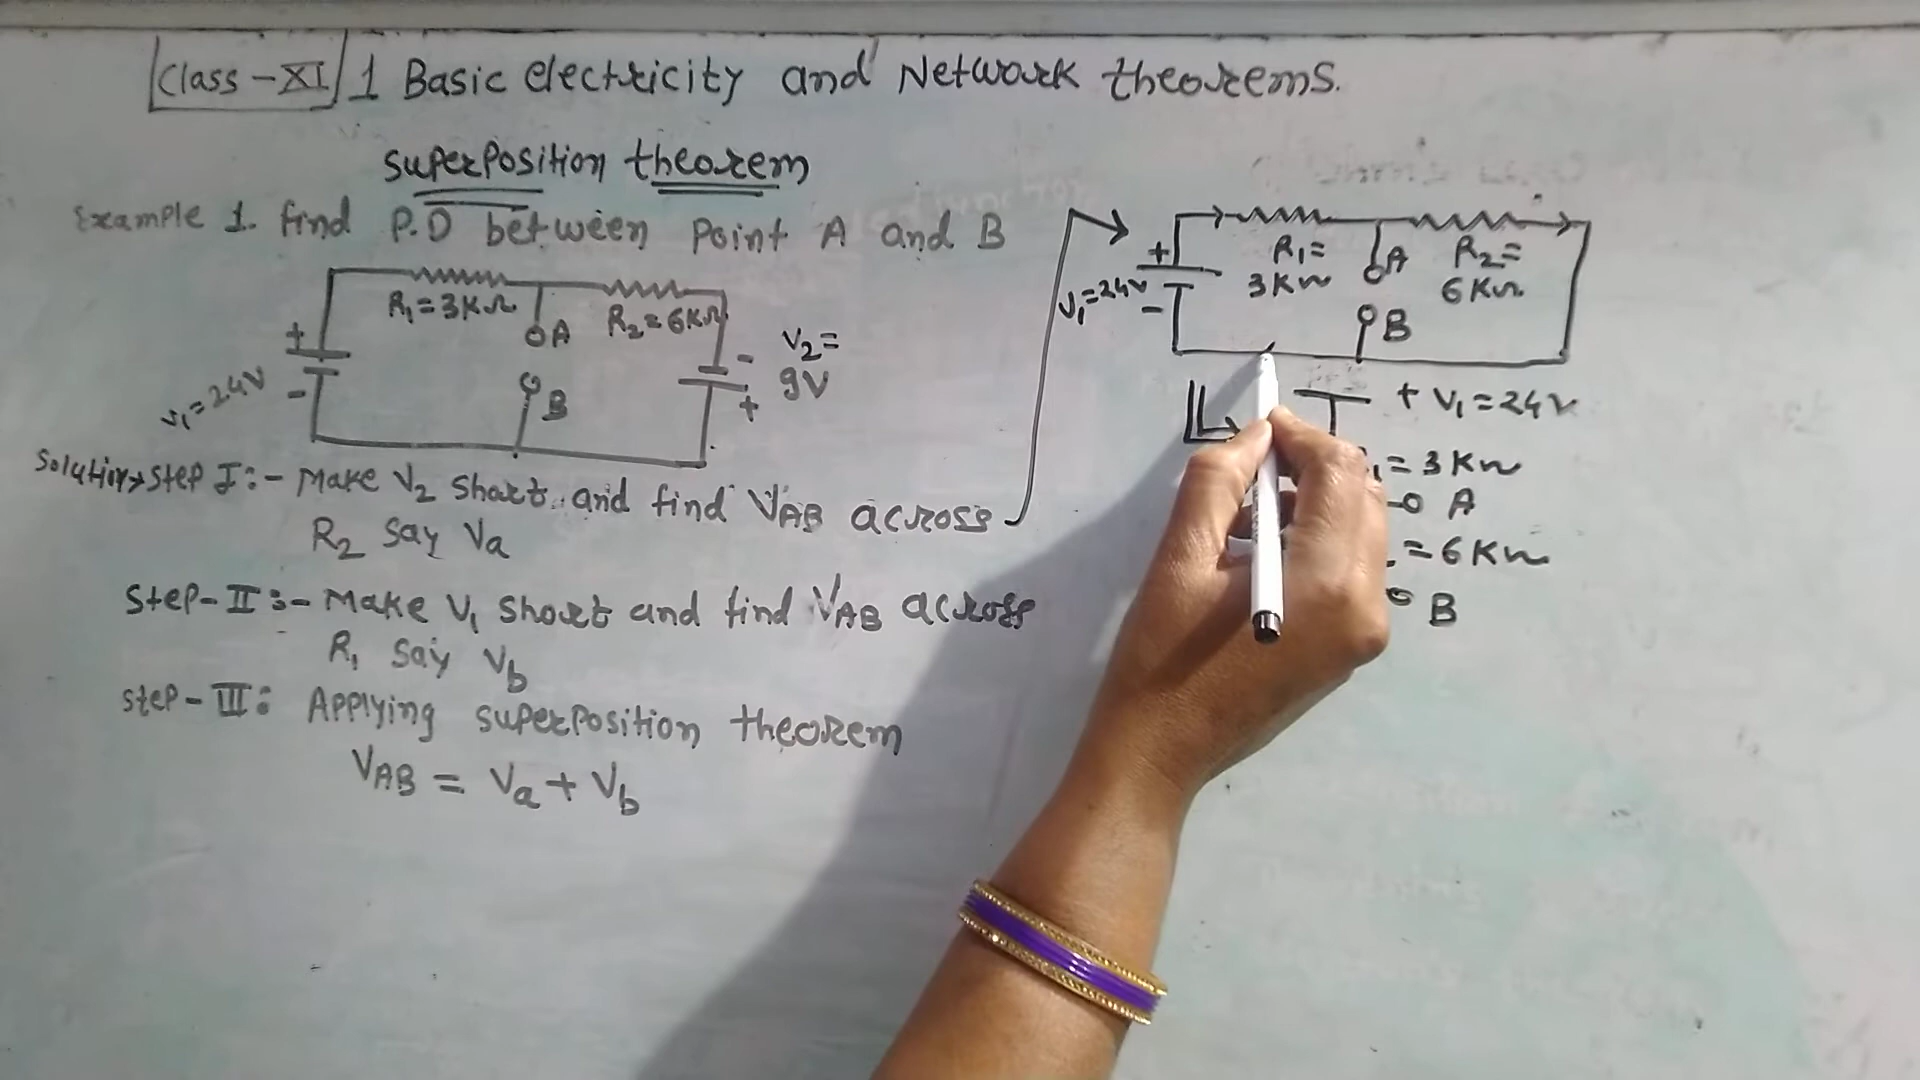 Class-XI 1 Basic electricity and Network theorems.
Superposition theorem
Example 1. find P.D between Point A and B
R₁=3KΩ
A
R₂=6KΩ
+
-
V₁=24V
B
-
+
V₂=
9V
Solution→ Step I:- Make V₂ Short and find VAB across
R₂ say Va
Step-II:- Make V₁ short and find VAB across
R₁ say Vb
Step-III: Applying superposition theorem
VAB = Va + Vb
+
-
V₁=24V
R₁=
3KΩ
A
R₂=
6KΩ
B
+ V₁=24V
₁=3KΩ
A
=6KΩ
B